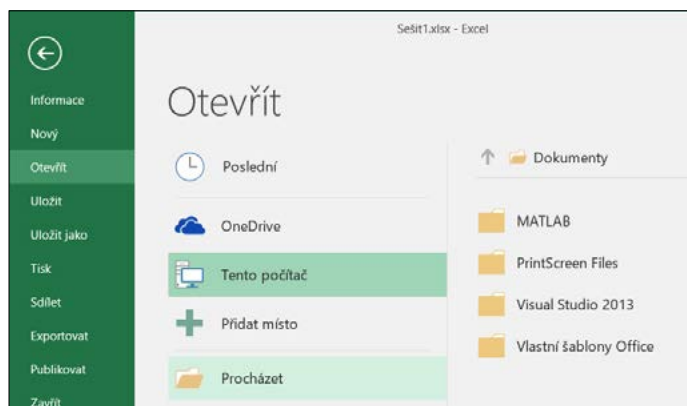 Sešit1.xlsx - Excel
Informace
Nový
Otevřít
Uložit
Uložit jako
Tisk
Sdílet
Exportovat
Publikovat
Zavřít
Otevřít
Poslední
OneDrive
Tento počítač
Přidat místo
Procházet
Dokumenty
MATLAB
PrintScreen Files
Visual Studio 2013
Vlastní šablony Office